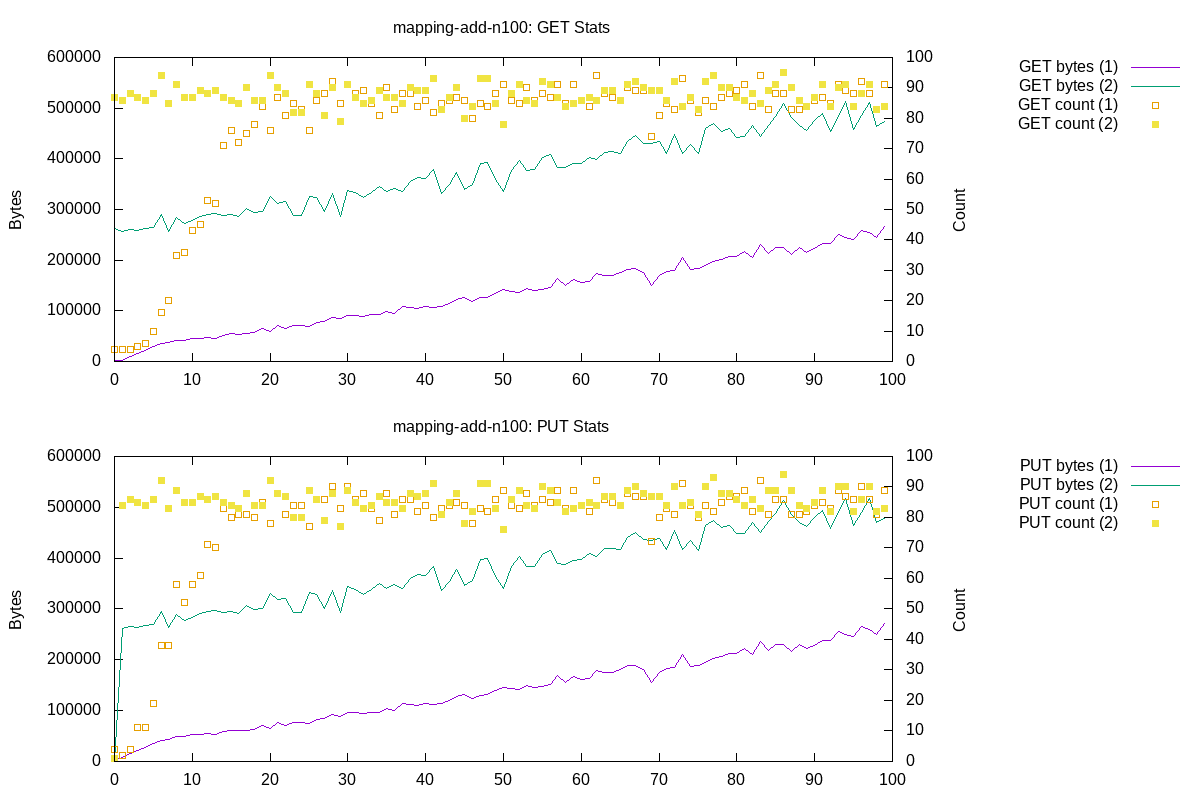 mapping-add-n100: GET Stats
600000
500000
400000
300000
200000
100000
0
Bytes
0 10 20 30 40 50 60 70 80 90 100
100
90
80
70
60
50
40
30
20
10
0
Count
GET bytes (1)
GET bytes (2)
GET count (1)
GET count (2)
mapping-add-n100: PUT Stats
600000
500000
400000
300000
200000
100000
0
Bytes
0 10 20 30 40 50 60 70 80 90 100
100
90
80
70
60
50
40
30
20
10
0
Count
PUT bytes (1)
PUT bytes (2)
PUT count (1)
PUT count (2)